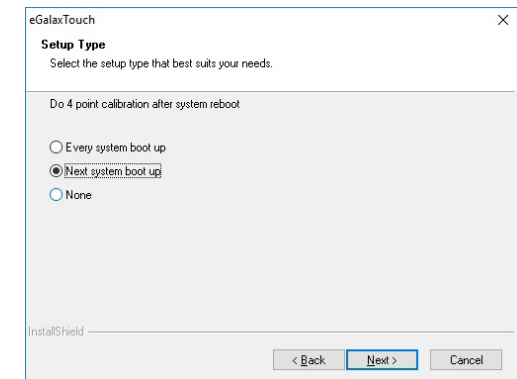 eGalaxTouch
Setup Type
Select the setup type that best suits your needs.
Do 4 point calibration after system reboot
Every system boot up
Next system boot up
None
InstallShield
< Back Next > Cancel